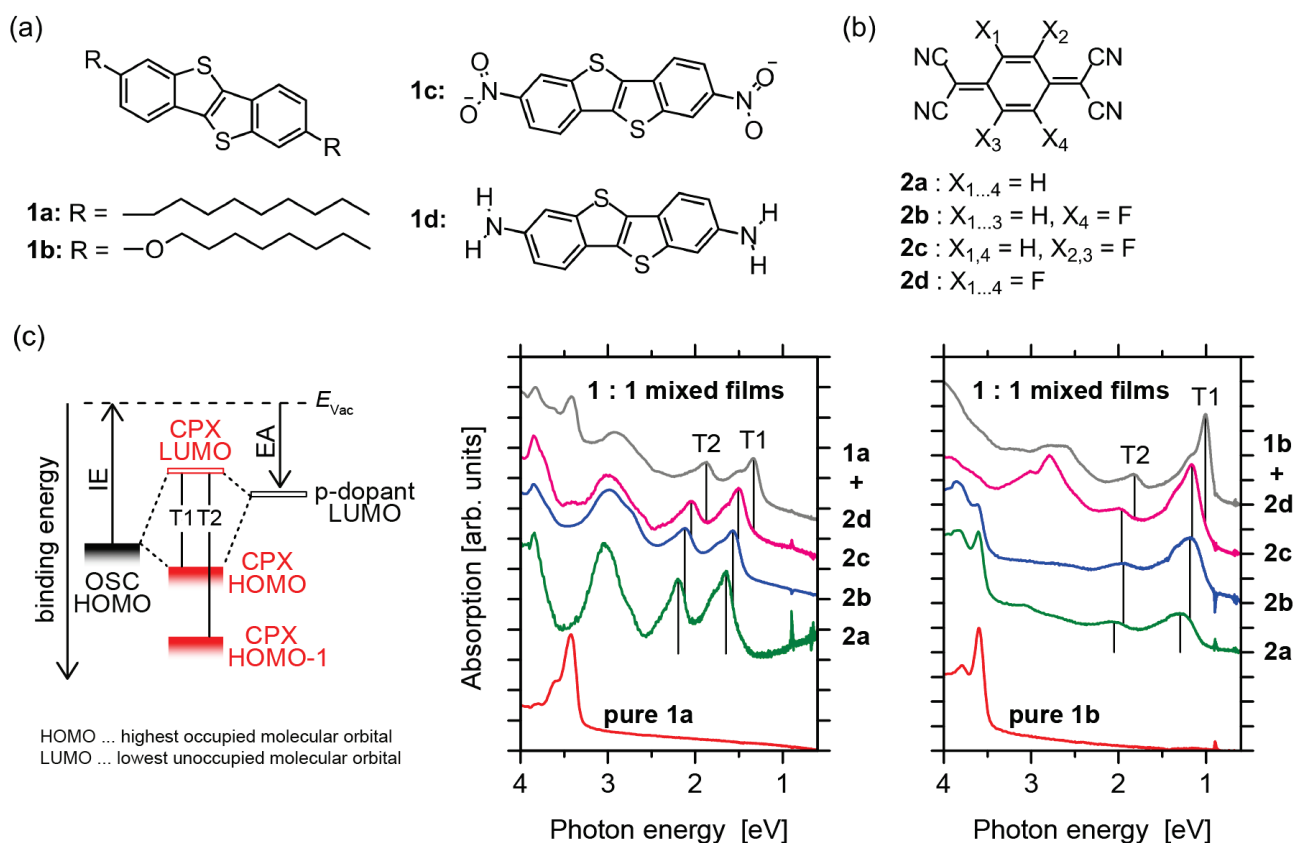 (a)
R
S
S
R
1a: R =
1b: R = O
1c:
O
N
O
−
S
S
N
O
−
O
1d:
H
N
H
S
S
N
H
H
(b)
X1 X2
CN CN
CN CN
X3 X4
2a : X1...4 = H
2b : X1...3 = H, X4 = F
2c : X1,4 = H, X2,3 = F
2d : X1...4 = F
(c)
binding energy
IE
EVac
EA
CPX
LUMO
p-dopant
LUMO
T1 T2
OSC
HOMO
CPX
HOMO
CPX
HOMO-1
HOMO ... highest occupied molecular orbital
LUMO ... lowest unoccupied molecular orbital
Absorption [arb. units]
1 : 1 mixed films
T2
T1
1a
+
2d
2c
2b
2a
pure 1a
4 3 2 1
Photon energy [eV]
1 : 1 mixed films
T1
T2
1b
+
2d
2c
2b
2a
pure 1b
4 3 2 1
Photon energy [eV]